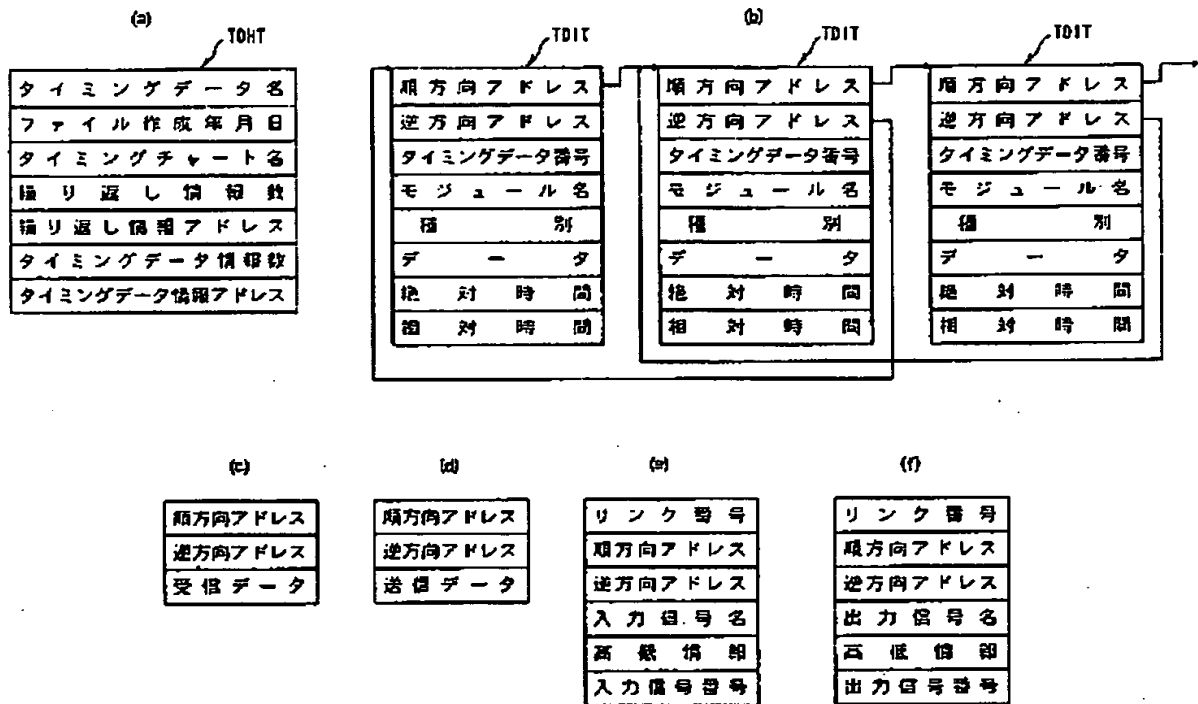 (a)
TDHT
タイミングデータ名
ファイル作成年月日
タイミングチャート名
繰り返し情報数
繰り返し情報アドレス
タイミングデータ情報数
タイミングデータ情報アドレス
(b)
TDIT
順方向アドレス
逆方向アドレス
タイミングデータ番号
モジュール名
種別
データ
絶対時間
相対時間
TDIT
順方向アドレス
逆方向アドレス
タイミングデータ番号
モジュール名
種別
データ
絶対時間
相対時間
TDIT
順方向アドレス
逆方向アドレス
タイミングデータ番号
モジュール名
種別
データ
絶対時間
相対時間
(c)
順方向アドレス
逆方向アドレス
受信データ
(d)
順方向アドレス
逆方向アドレス
送信データ
(e)
リンク番号
順方向アドレス
逆方向アドレス
入力信号名
高低情報
入力信号番号
(f)
リンク番号
順方向アドレス
逆方向アドレス
出力信号名
高低情報
出力信号番号